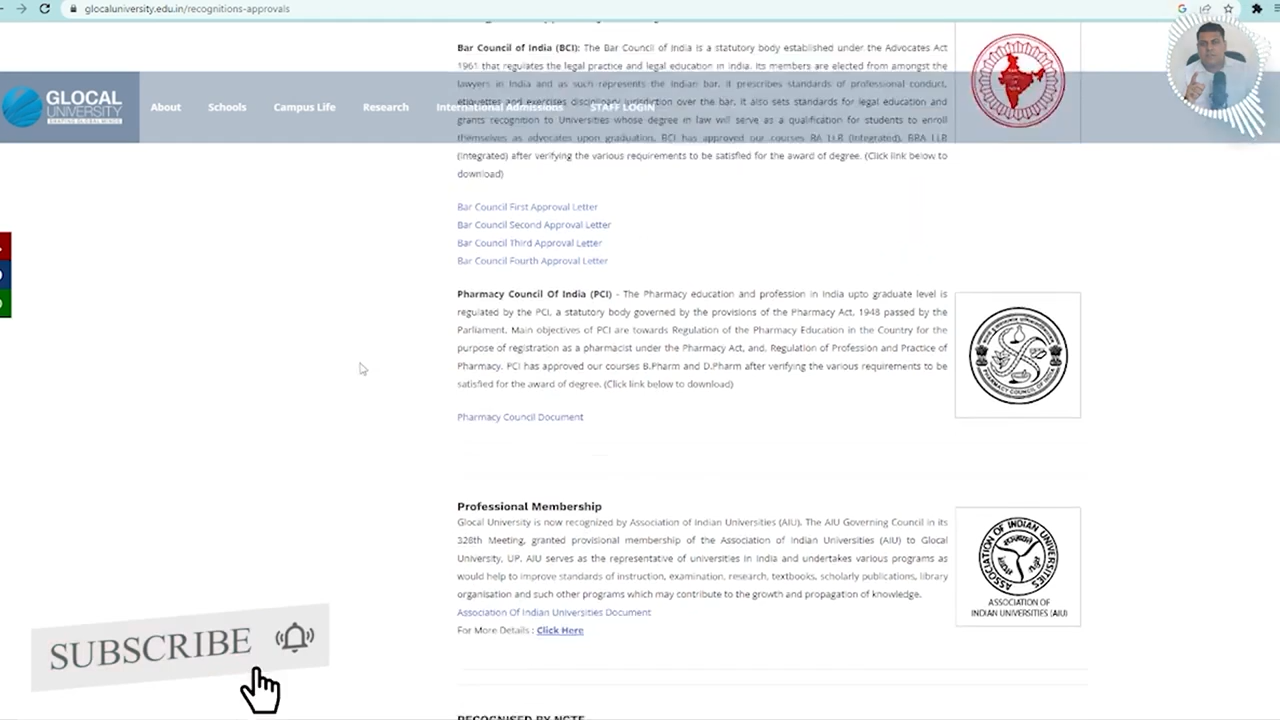 glocaluniversity.edu.in/recognitions-approvals
Bar Council of India (BCI): The Bar Council of India is a statutory body established under the Advocates Act
1961 that regulates the legal practice and legal education in India. Its members are elected from amongst the
lawyers in India and as such represents the Indian bar. It prescribes standards of professional conduct,
GLOCAL
UNIVERSITY
SHAPING GLOBAL MINDS
About
Schools
Campus Life
Research
International Admissions
STAFF LOGIN
etiquettes and exercises disciplinary jurisdiction over the bar. It also sets standards for legal education and
grants recognition to Universities whose degree in law will serve as a qualification for students to enroll
themselves as advocates upon graduation. BCI has approved our courses BA LLB (Integrated), BBA LLB
(Integrated) after verifying the various requirements to be satisfied for the award of degree. (Click link below to
download)
Bar Council First Approval Letter
Bar Council Second Approval Letter
Bar Council Third Approval Letter
Bar Council Fourth Approval Letter
Pharmacy Council Of India (PCI) - The Pharmacy education and profession in India upto graduate level is
regulated by the PCI, a statutory body governed by the provisions of the Pharmacy Act, 1948 passed by the
Parliament. Main objectives of PCI are towards Regulation of the Pharmacy Education in the Country for the
purpose of registration as a pharmacist under the Pharmacy Act, and. Regulation of Profession and Practice of
Pharmacy. PCI has approved our courses B.Pharm and D.Pharm after verifying the various requirements to be
satisfied for the award of degree. (Click link below to download)
PHARMACY COUNCIL OF INDIA
Pharmacy Council Document
Professional Membership
Glocal University is now recognized by Association of Indian Universities (AIU). The AIU Governing Council in its
328th Meeting, granted provisional membership of the Association of Indian Universities (AIU) to Glocal
University, UP. AIU serves as the representative of universities in India and undertakes various programs as
would help to improve standards of instruction, examination, research, textbooks, scholarly publications, library
organisation and such other programs which may contribute to the growth and propagation of knowledge.
Association Of Indian Universities Document
For More Details : Click Here
ASSOCIATION OF INDIAN UNIVERSITIES
ASSOCIATION OF
INDIAN UNIVERSITIES (AIU)
SUBSCRIBE
RECOGNISED BY NCTE